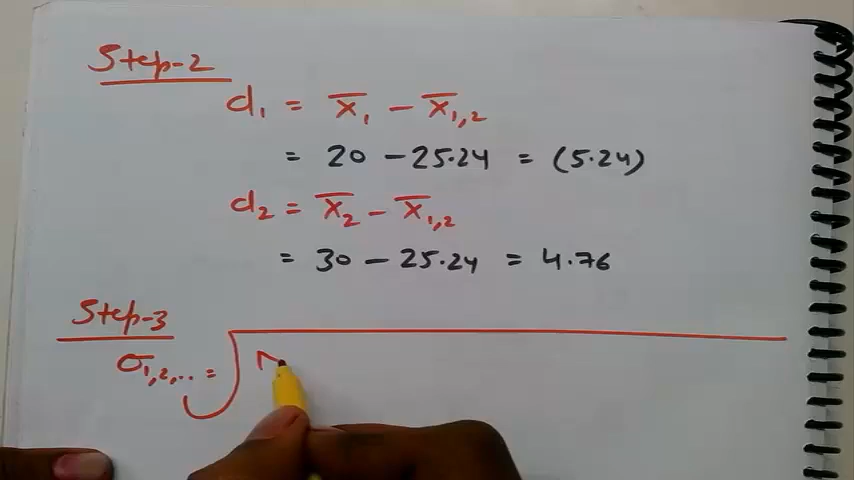 Step-2
d₁ = x̄₁ - x̄₁,₂
= 20 - 25.24 = (5.24)
d₂ = x̄₂ - x̄₁,₂
= 30 - 25.24 = 4.76
Step-3
σ₁,₂,.. = √